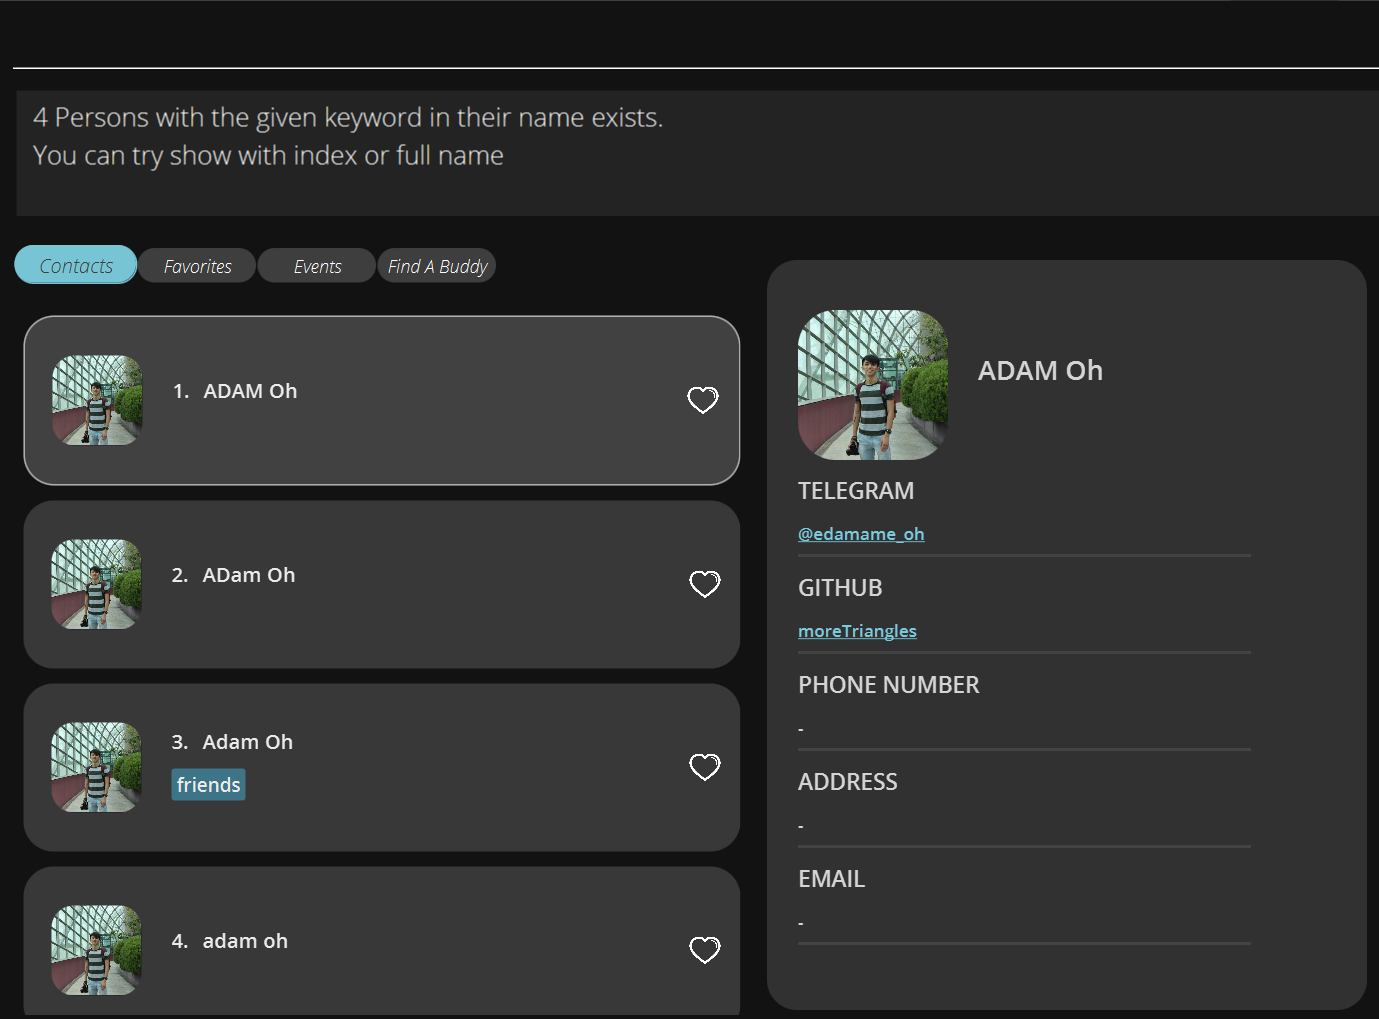 4 Persons with the given keyword in their name exists.
You can try show with index or full name
Contacts
Favorites
Events
Find A Buddy
1. ADAM Oh
2. ADam Oh
3. Adam Oh
friends
4. adam oh
ADAM Oh
TELEGRAM
@edamame_oh
GITHUB
moreTriangles
PHONE NUMBER
-
ADDRESS
-
EMAIL
-